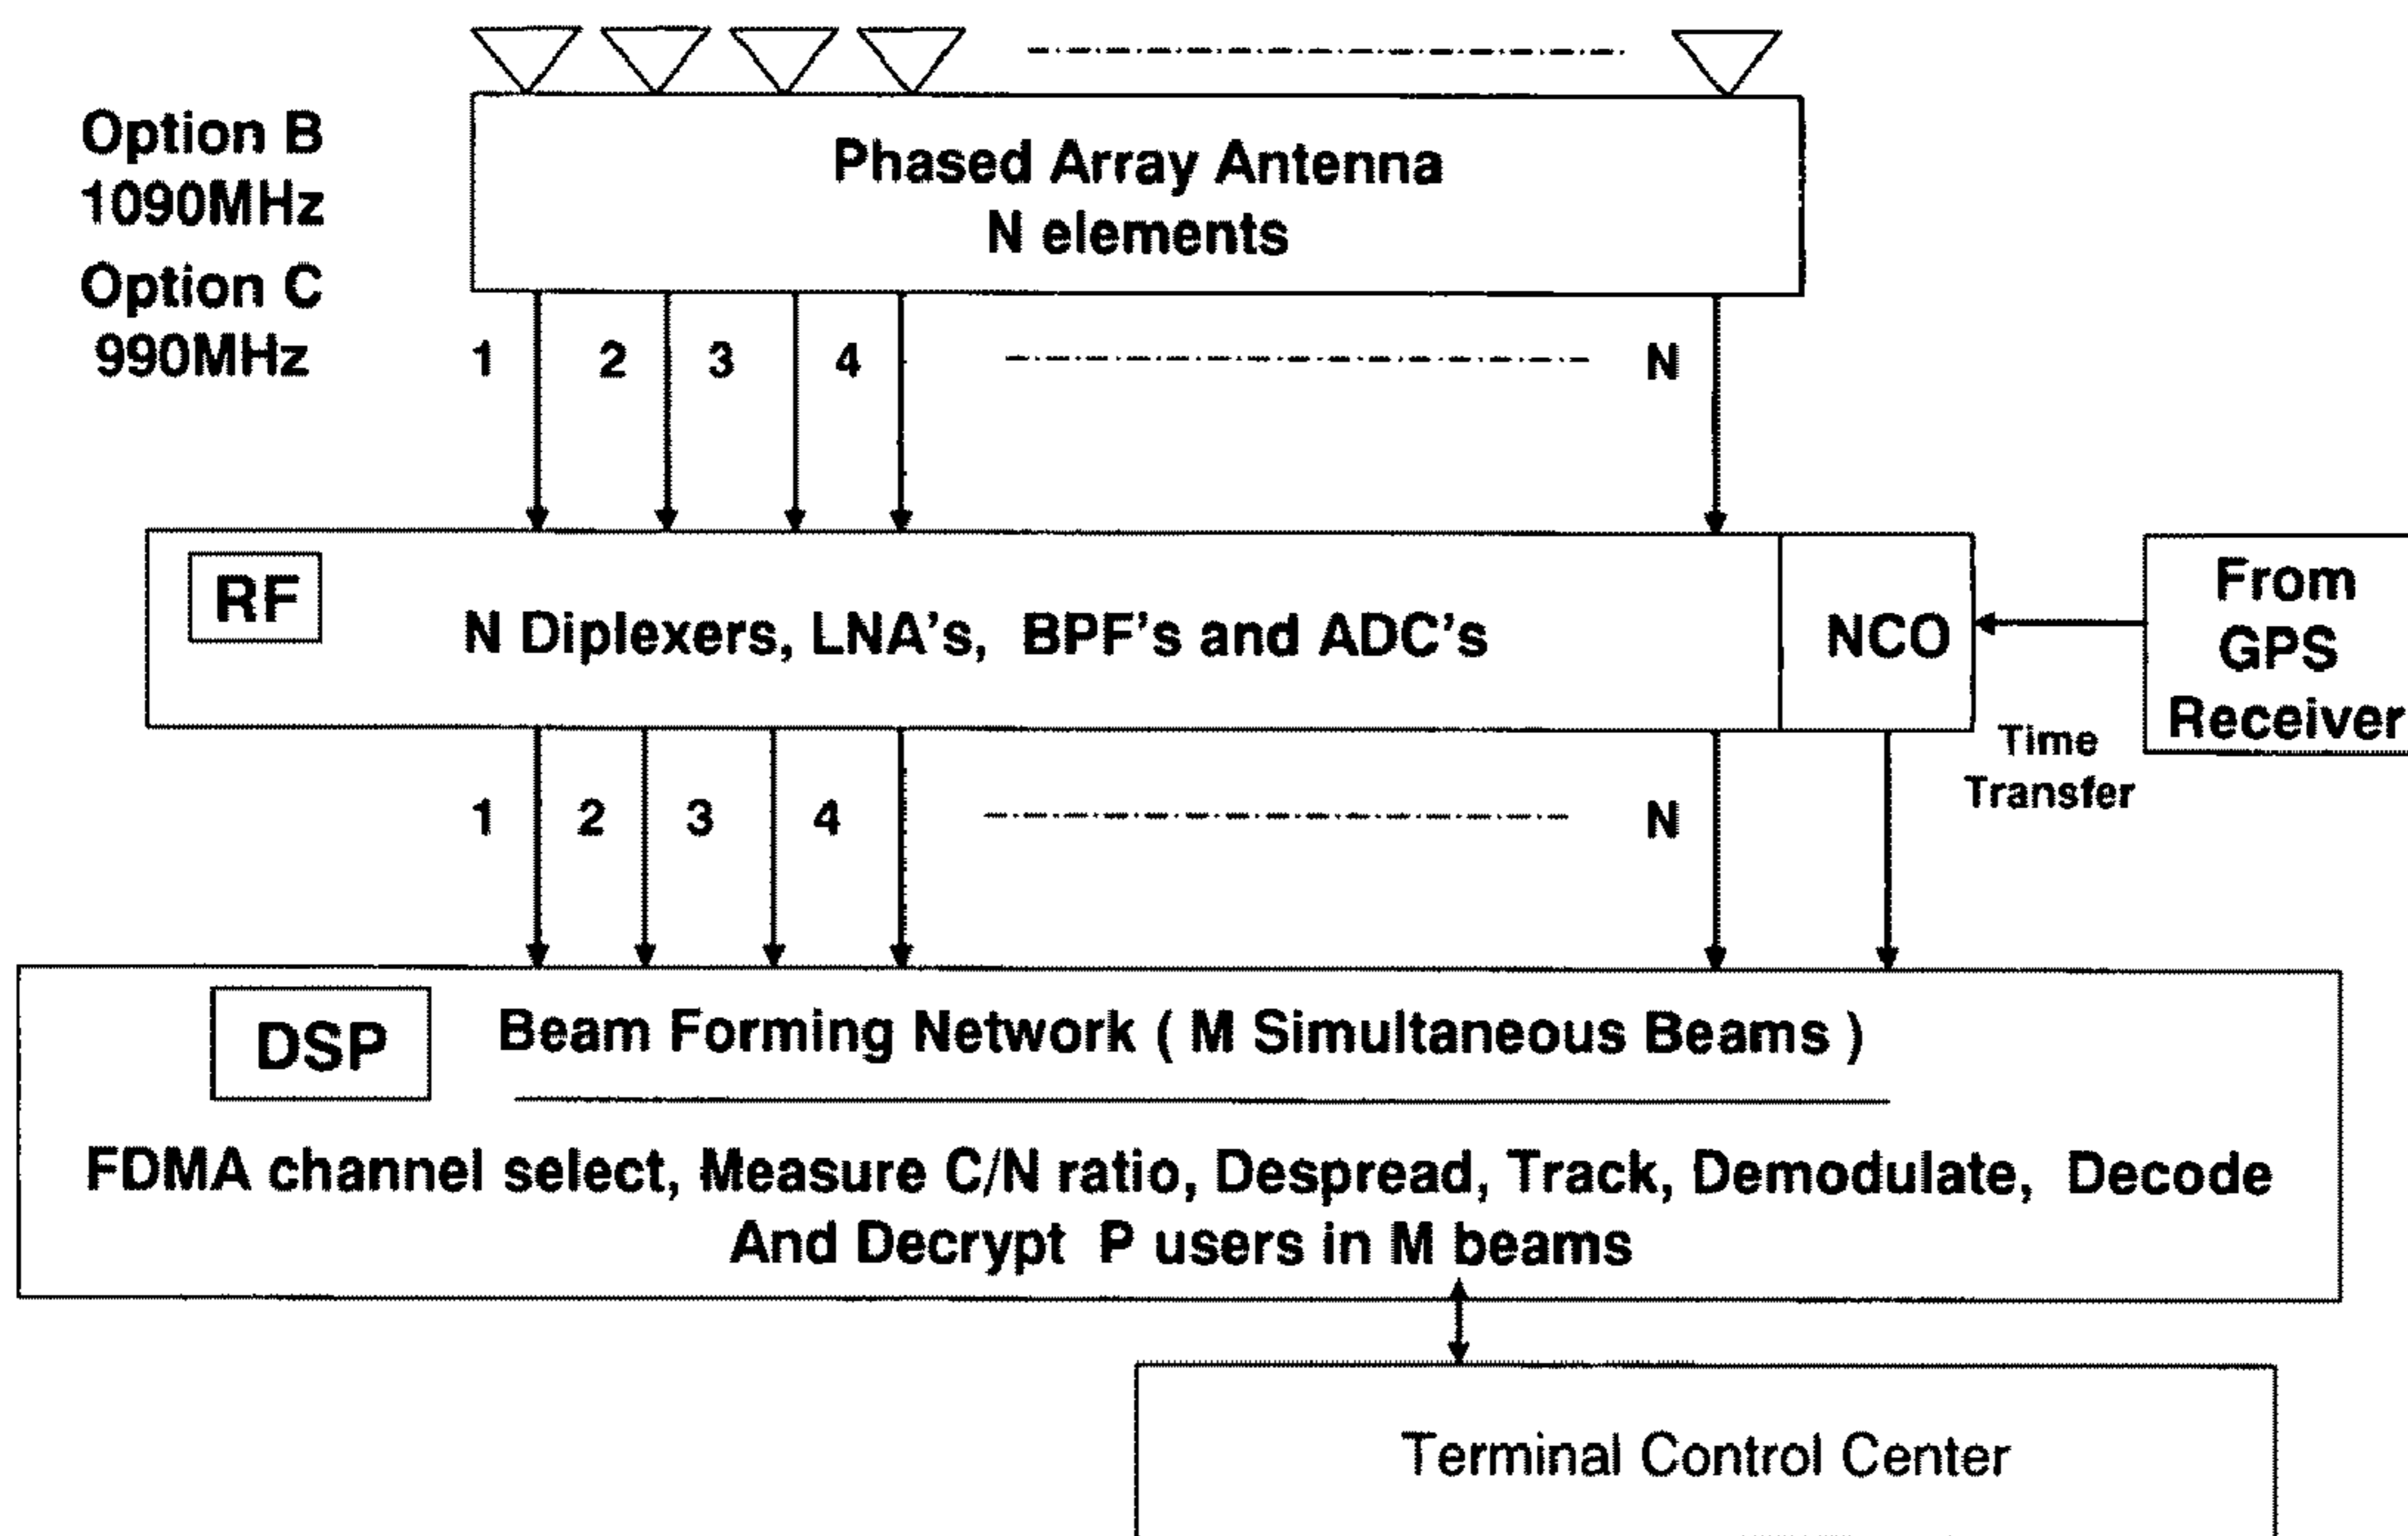 Option B
1090MHz
Option C
990MHz
Phased Array Antenna
N elements
1 2 3 4 N
RF
N Diplexers, LNA's, BPF's and ADC's
NCO
From
GPS
Receiver
Time
Transfer
1 2 3 4 N
DSP
Beam Forming Network ( M Simultaneous Beams )
FDMA channel select, Measure C/N ratio, Despread, Track, Demodulate, Decode
And Decrypt P users in M beams
Terminal Control Center